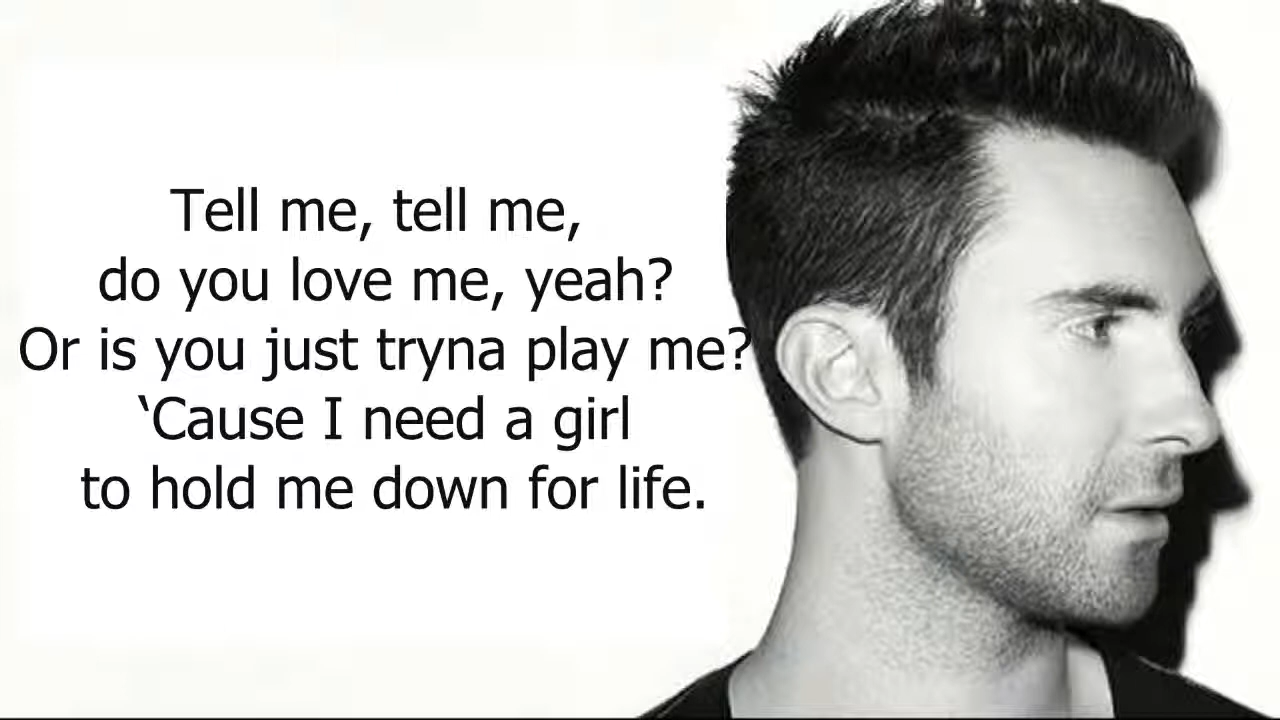 Tell me, tell me,
do you love me, yeah?
Or is you just tryna play me?
‘Cause I need a girl
to hold me down for life.